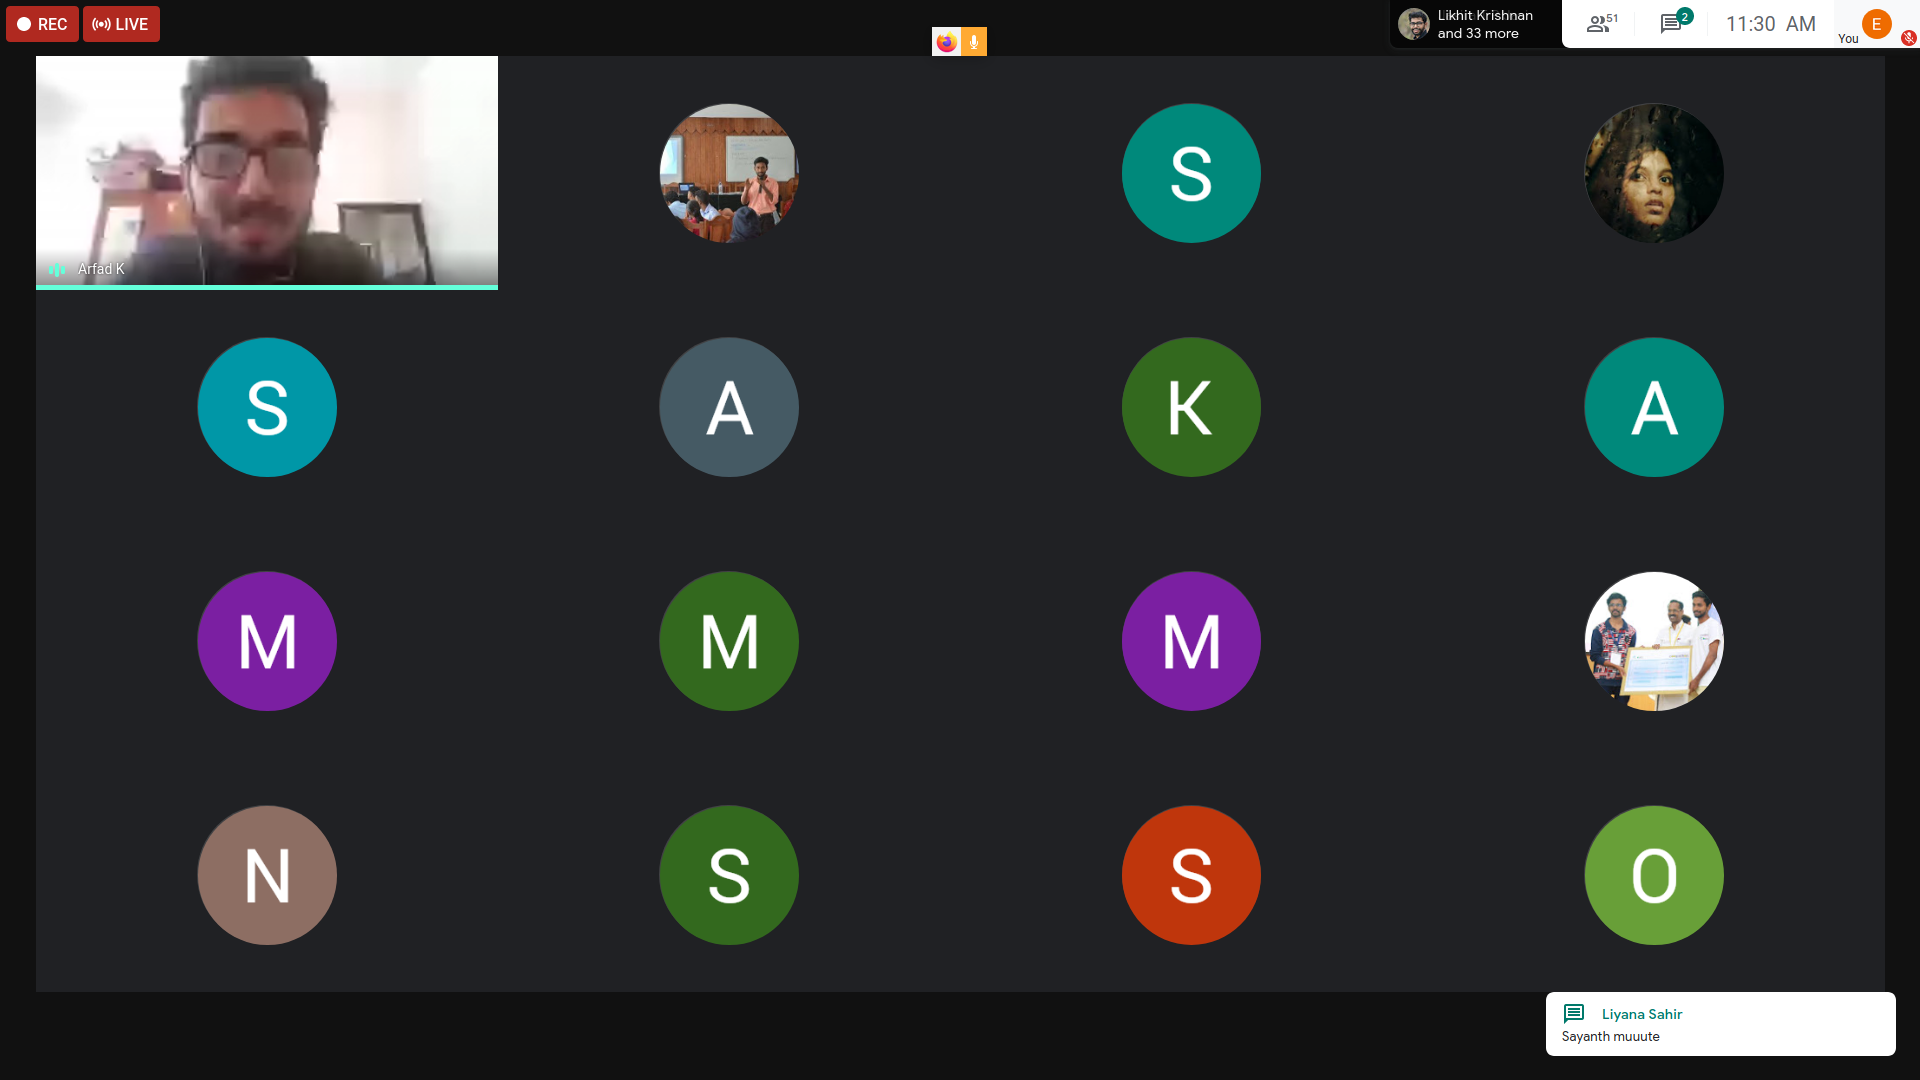 REC
LIVE
Likhit Krishnan
and 33 more
51
2
11:30 AM
You
E
Arfad K
S
S
A
K
A
M
M
M
N
S
S
O
Liyana Sahir
Sayanth muuute